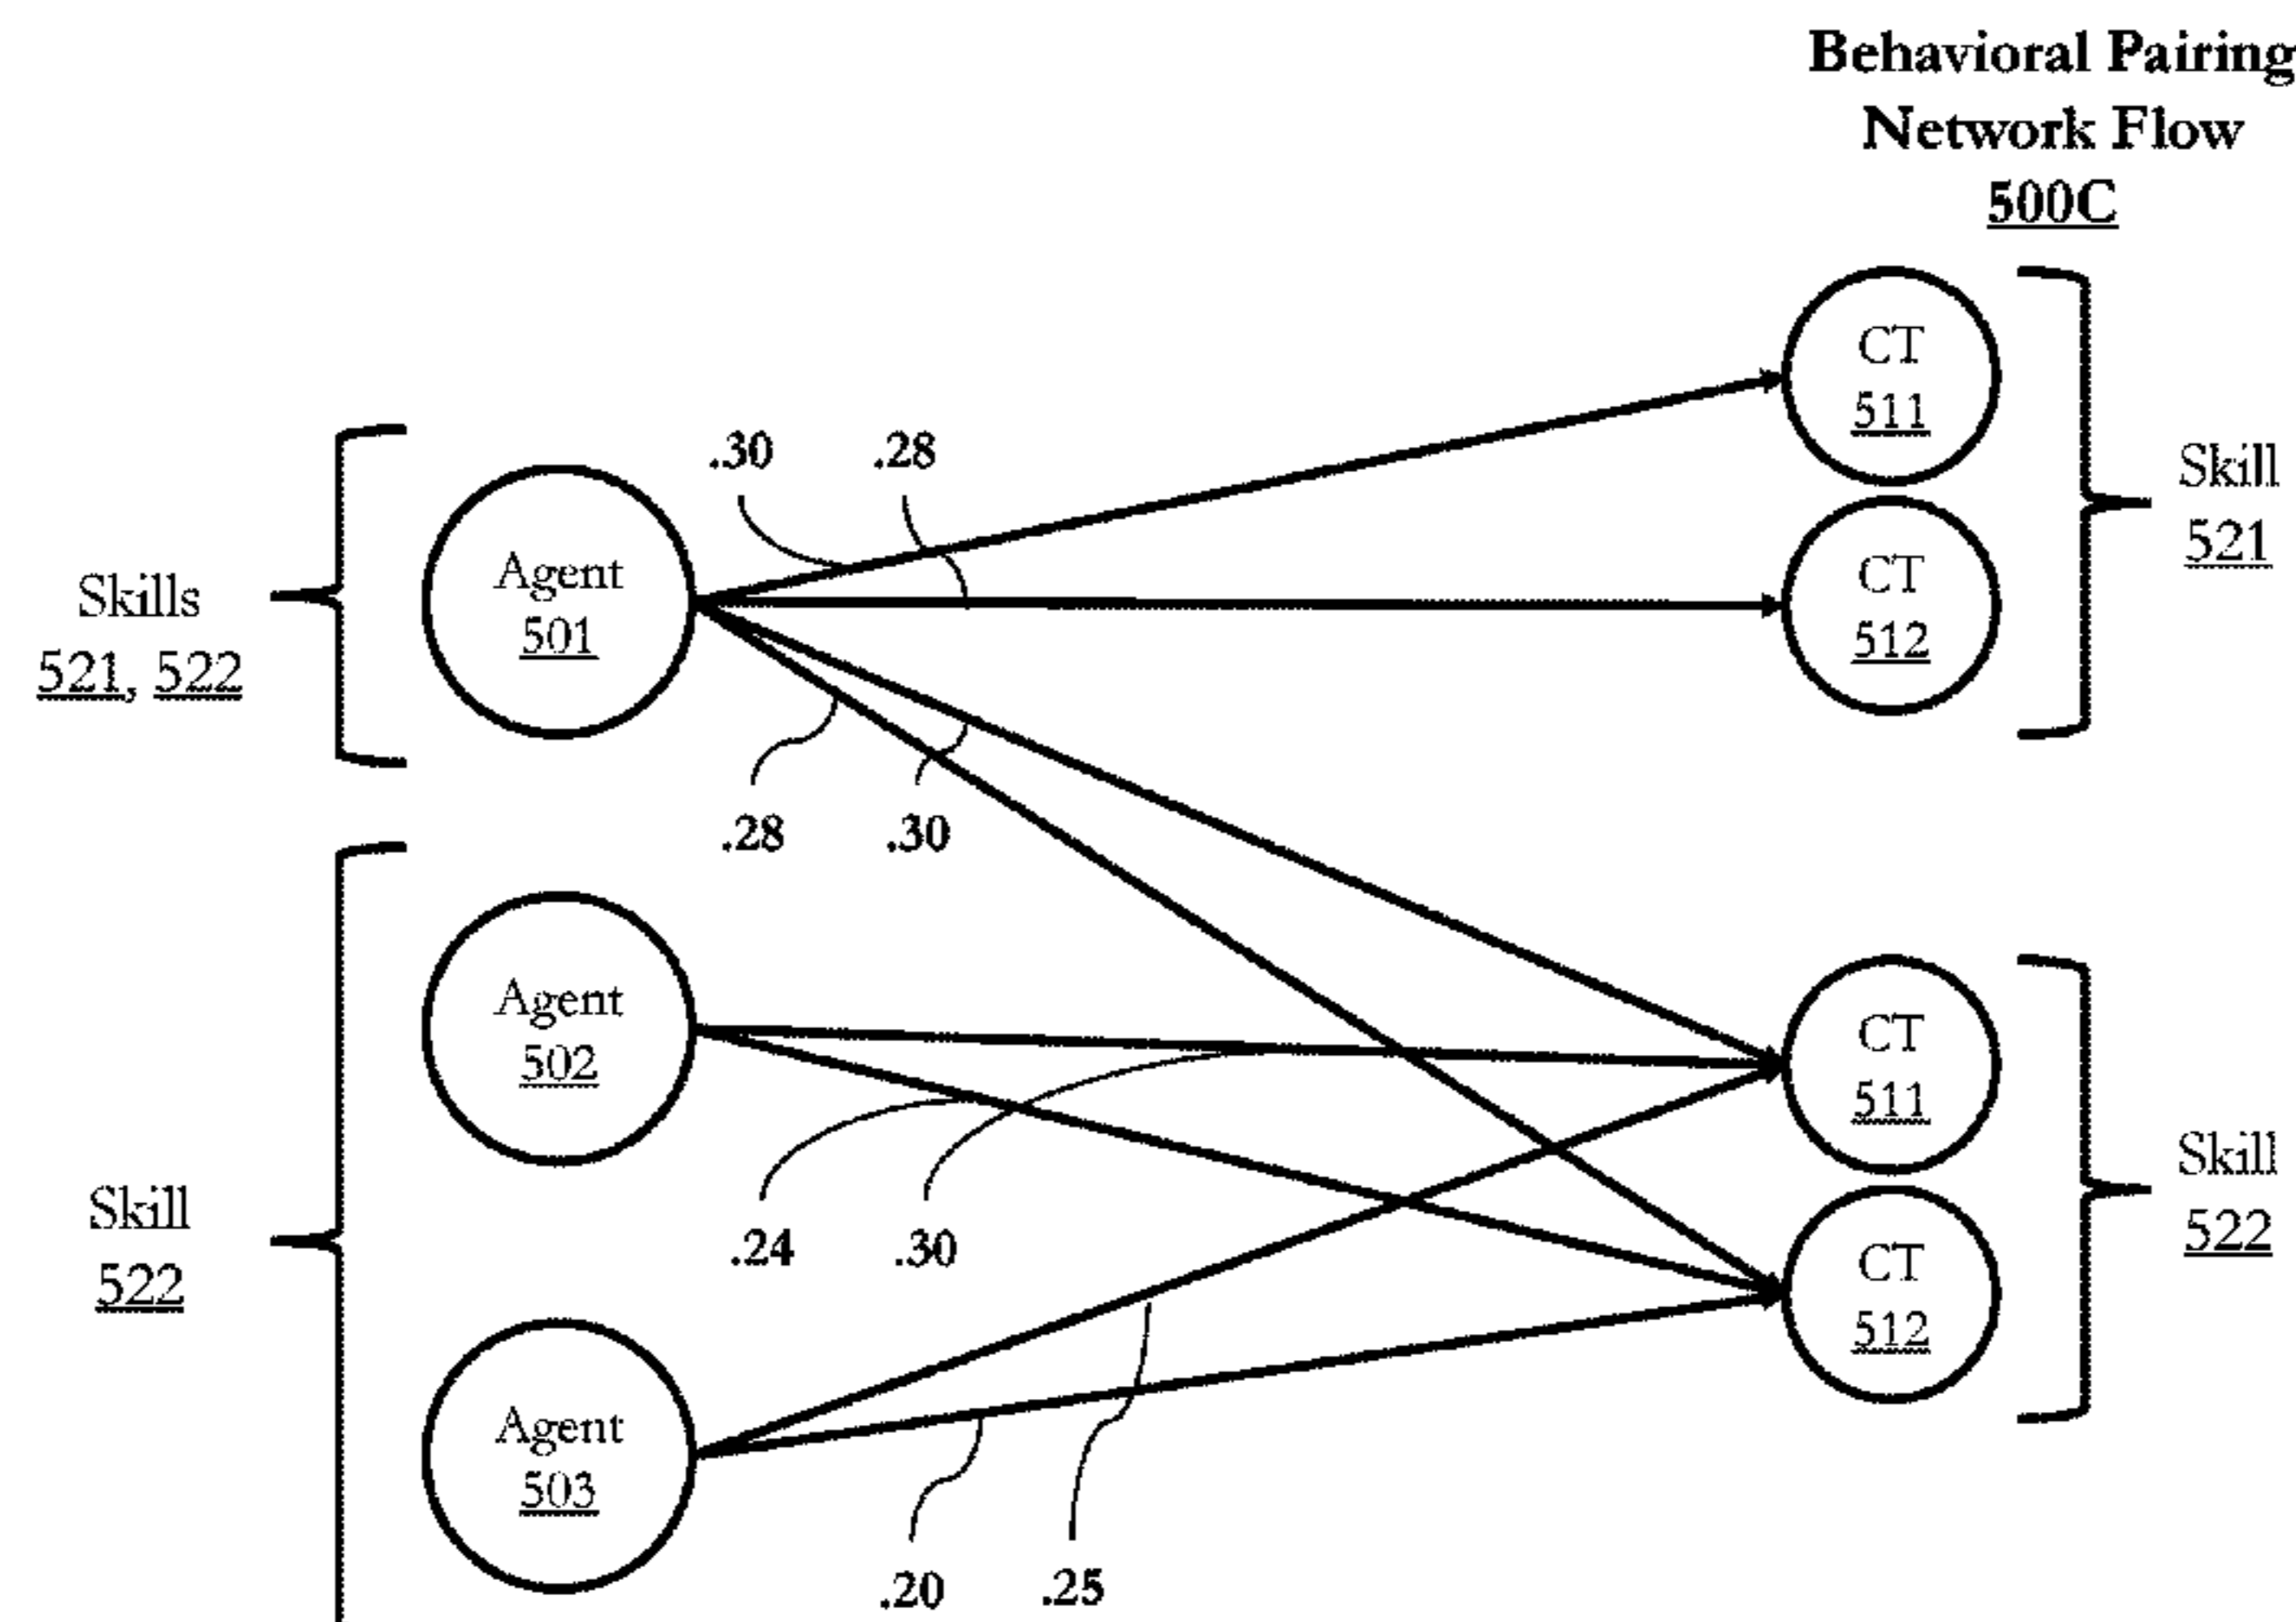 Behavioral Pairing
Network Flow
500C
CT
511
.30
.28
Skill
521
Agent
501
CT
512
Skills
521, 522
.28
.30
Agent
502
CT
511
Skill
522
.24
.30
Skill
522
CT
512
Agent
503
.20
.25